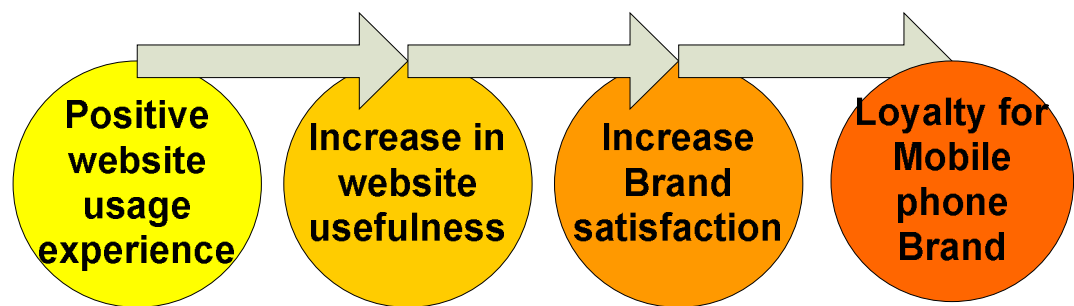 Positive
website
usage
experience
Increase in
website
usefulness
Increase
Brand
satisfaction
Loyalty for
Mobile
phone
Brand